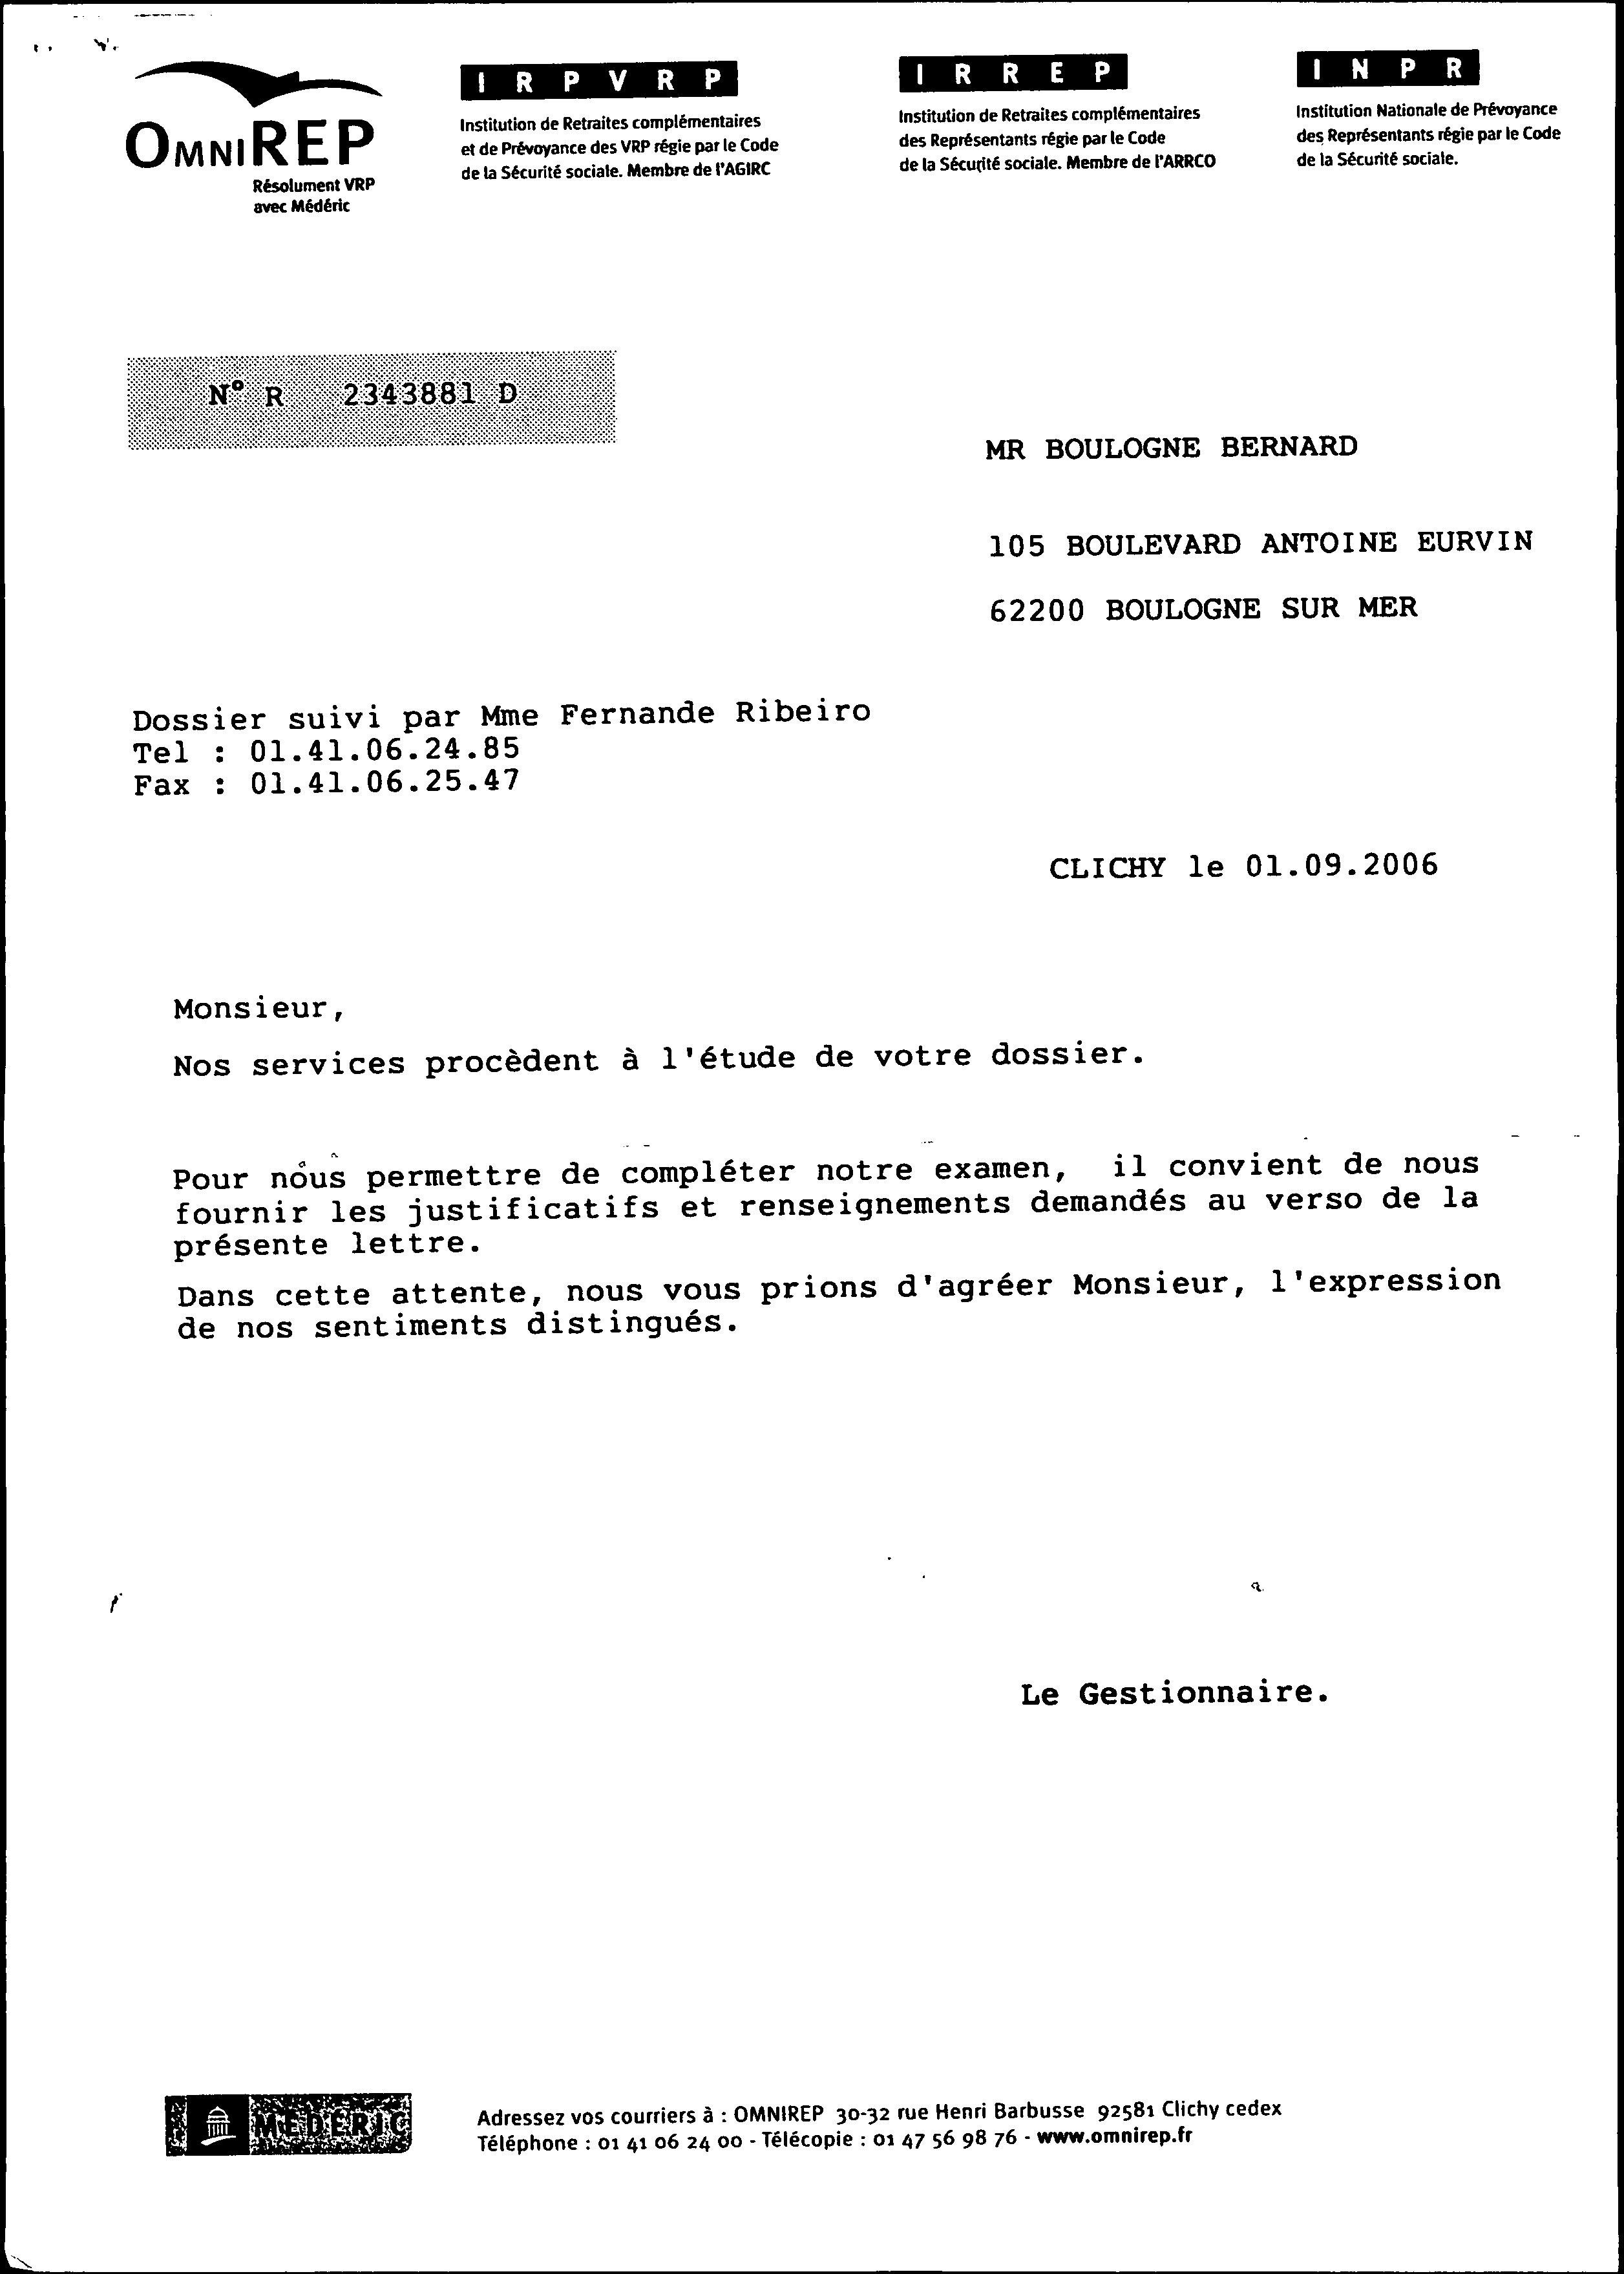 OMNIREP
Résolument VRP
avec Médéric
I R P V R P
Institution de Retraites complémentaires
et de Prévoyance des VRP régie par le Code
de la Sécurité sociale. Membre de l'AGIRC
I R R E P
Institution de Retraites complémentaires
des Représentants régie par le Code
de la Sécurité sociale. Membre de l'ARRCO
I N P R
Institution Nationale de Prévoyance
des Représentants régie par le Code
de la Sécurité sociale.
N° R 2343881 D
MR BOULOGNE BERNARD
105 BOULEVARD ANTOINE EURVIN
62200 BOULOGNE SUR MER
Dossier suivi par Mme Fernande Ribeiro
Tel : 01.41.06.24.85
Fax : 01.41.06.25.47
CLICHY le 01.09.2006
Monsieur,
Nos services procèdent à l'étude de votre dossier.
Pour nous permettre de compléter notre examen, il convient de nous
fournir les justificatifs et renseignements demandés au verso de la
présente lettre.
Dans cette attente, nous vous prions d'agréer Monsieur, l'expression
de nos sentiments distingués.
Le Gestionnaire.
MEDERIC
Adressez vos courriers à : OMNIREP 30-32 rue Henri Barbusse 92581 Clichy cedex
Téléphone : 01 41 06 24 00 - Télécopie : 01 47 56 98 76 - www.omnirep.fr